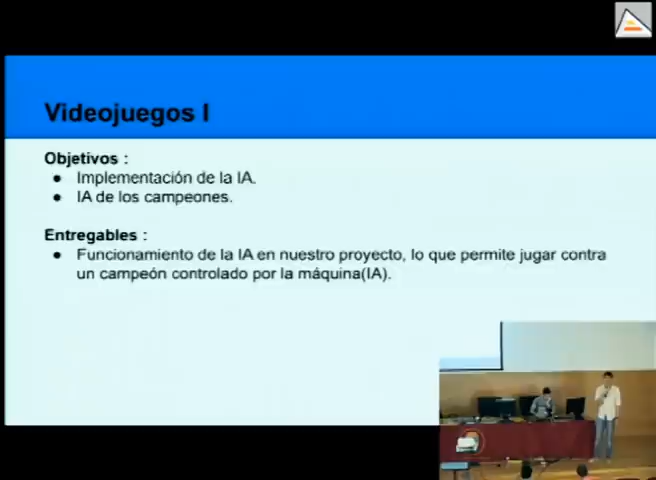 Videojuegos I
Objetivos :
● Implementación de la IA.
● IA de los campeones.
Entregables :
● Funcionamiento de la IA en nuestro proyecto, lo que permite jugar contra
un campeón controlado por la máquina(IA).